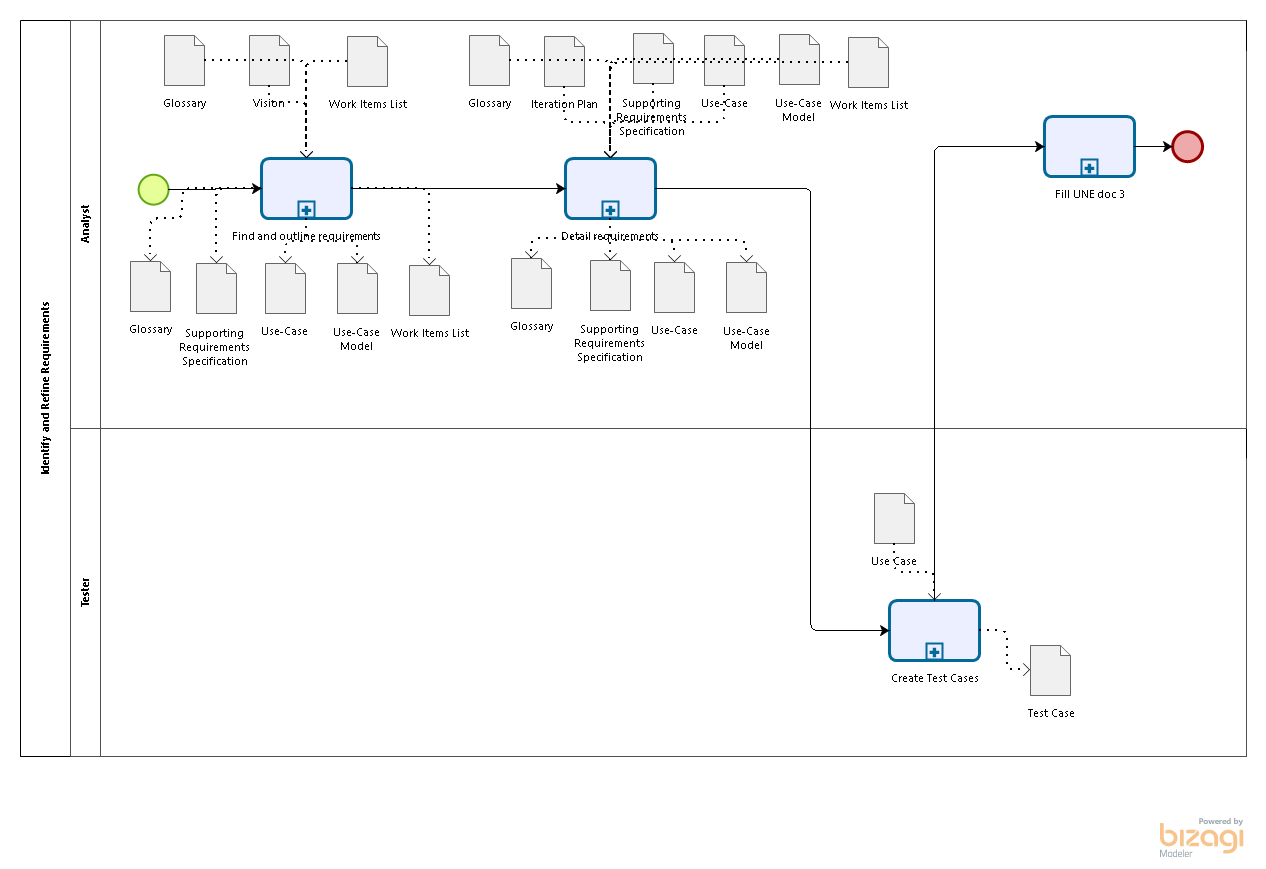 Identify and Refine Requirements
Analyst
Glossary
Vision
Work Items List
Glossary
Iteration Plan
Supporting
Requirements
Specification
Use-Case
Use-Case
Model
Work Items List
Find and outline requirements
Detail requirements
Fill UNE doc 3
Glossary
Supporting
Requirements
Specification
Use-Case
Use-Case
Model
Work Items List
Glossary
Supporting
Requirements
Specification
Use-Case
Use-Case
Model
Tester
Use Case
Create Test Cases
Test Case
Powered by
bizagi
Modeler